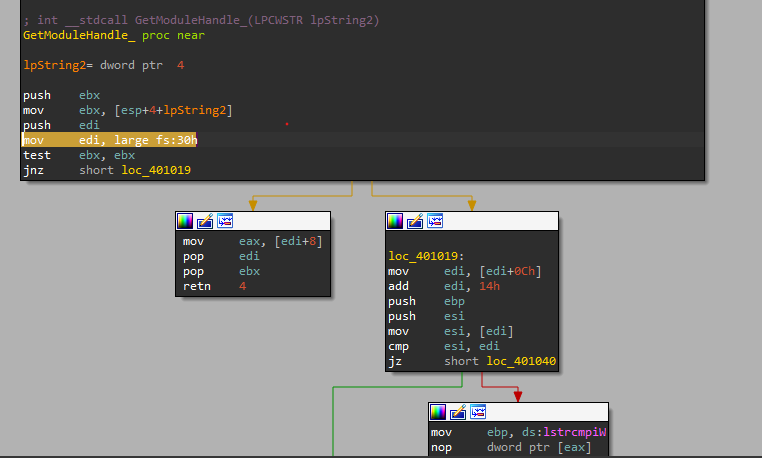 ; int __stdcall GetModuleHandle_(LPCWSTR lpString2)
GetModuleHandle_ proc near
lpString2= dword ptr 4
push ebx
mov ebx, [esp+4+lpString2]
push edi
mov edi, large fs:30h
test ebx, ebx
jnz short loc_401019
mov eax, [edi+8]
pop edi
pop ebx
retn 4
loc_401019:
mov edi, [edi+0Ch]
add edi, 14h
push ebp
push esi
mov esi, [edi]
cmp esi, edi
jz short loc_401040
mov ebp, ds:lstrcmpiW
nop dword ptr [eax]